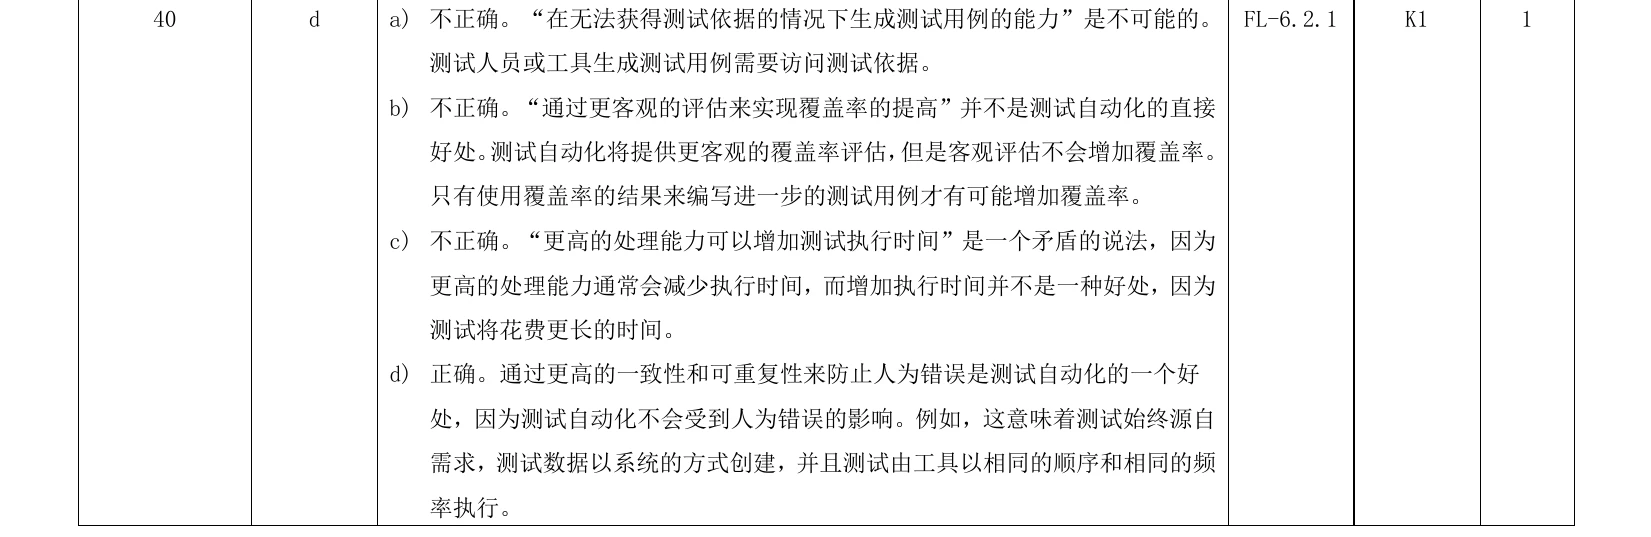 40 d a) 不正确。“在无法获得测试依据的情况下生成测试用例的能力”是不可能的。 FL-6.2.1 K1 1
测试人员或工具生成测试用例需要访问测试依据。
b) 不正确。“通过更客观的评估来实现覆盖率的提高”并不是测试自动化的直接
好处。测试自动化将提供更客观的覆盖率评估,但是客观评估不会增加覆盖率。
只有使用覆盖率的结果来编写进一步的测试用例才有可能增加覆盖率。
c) 不正确。“更高的处理能力可以增加测试执行时间”是一个矛盾的说法,因为
更高的处理能力通常会减少执行时间,而增加执行时间并不是一种好处,因为
测试将花费更长的时间。
d) 正确。通过更高的一致性和可重复性来防止人为错误是测试自动化的一个好
处,因为测试自动化不会受到人为错误的影响。例如,这意味着测试始终源自
需求,测试数据以系统的方式创建,并且测试由工具以相同的顺序和相同的频
率执行。